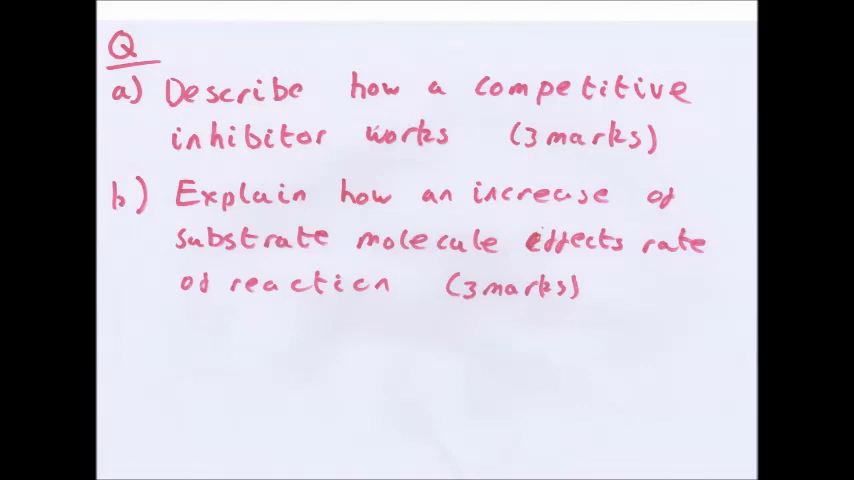 Q
a) Describe how a competitive
inhibitor works (3 marks)
b) Explain how an increase of
substrate molecule effects rate
of reaction (3 marks)